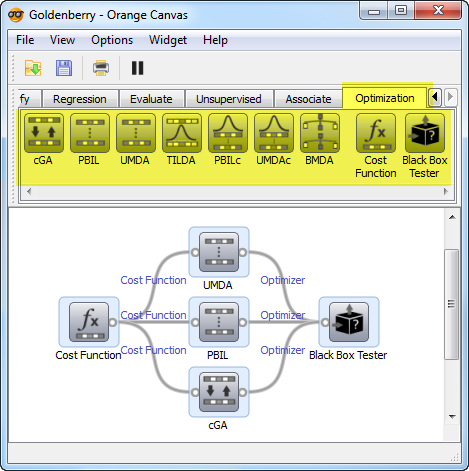 Goldenberry - Orange Canvas
File View Options Widget Help
fy Regression Evaluate Unsupervised Associate Optimization
cGA PBIL UMDA TILDA PBILc UMDAc BMDA Cost Function Black Box Tester
UMDA
Cost Function Optimizer
Cost Function Optimizer
Cost Function PBIL Black Box Tester
Cost Function Optimizer
cGA